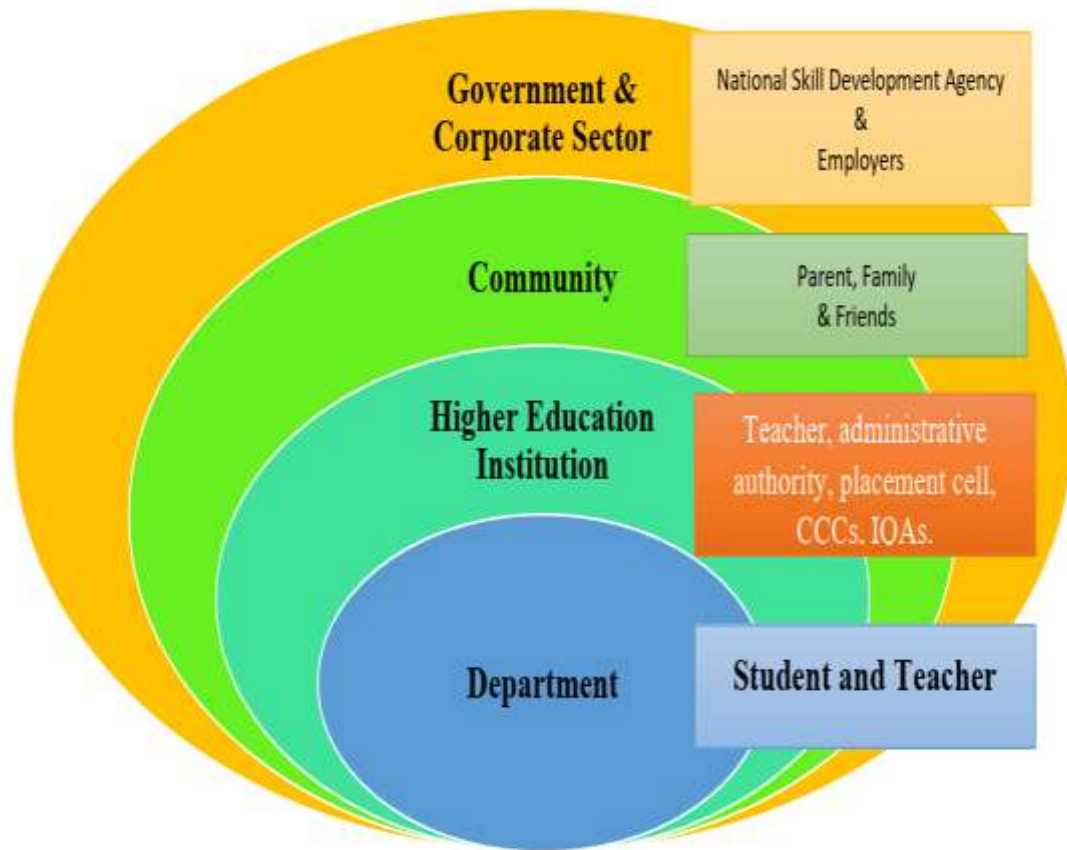 Government &
Corporate Sector
National Skill Development Agency
&
Employers
Community
Parent, Family
& Friends
Higher Education
Institution
Teacher, administrative
authority, placement cell,
CCCs. IQAs.
Department
Student and Teacher